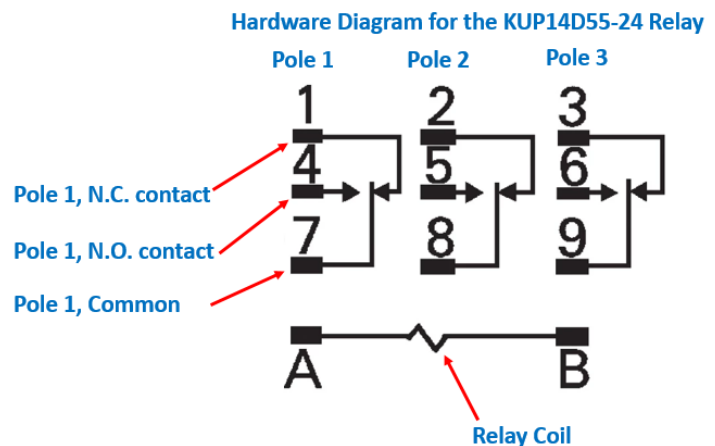 Hardware Diagram for the KUP14D55-24 Relay
Pole 1 Pole 2 Pole 3
1 2 3
4 5 6
Pole 1, N.C. contact
Pole 1, N.O. contact
7 8 9
Pole 1, Common
A B
Relay Coil